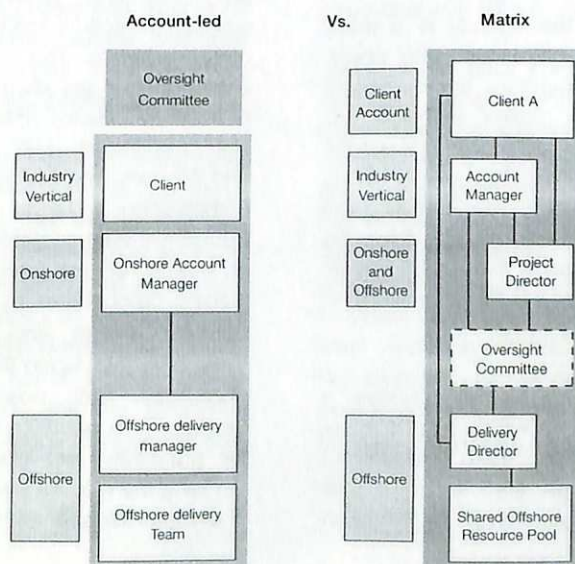 Account-led
Vs.
Matrix
Oversight
Committee
Industry
Vertical
Client
Onshore
Onshore Account
Manager
Offshore
Offshore delivery
manager
Offshore delivery
Team
Client
Account
Client A
Industry
Vertical
Account
Manager
Onshore
and
Offshore
Project
Director
Oversight
Committee
Offshore
Delivery
Director
Shared Offshore
Resource Pool